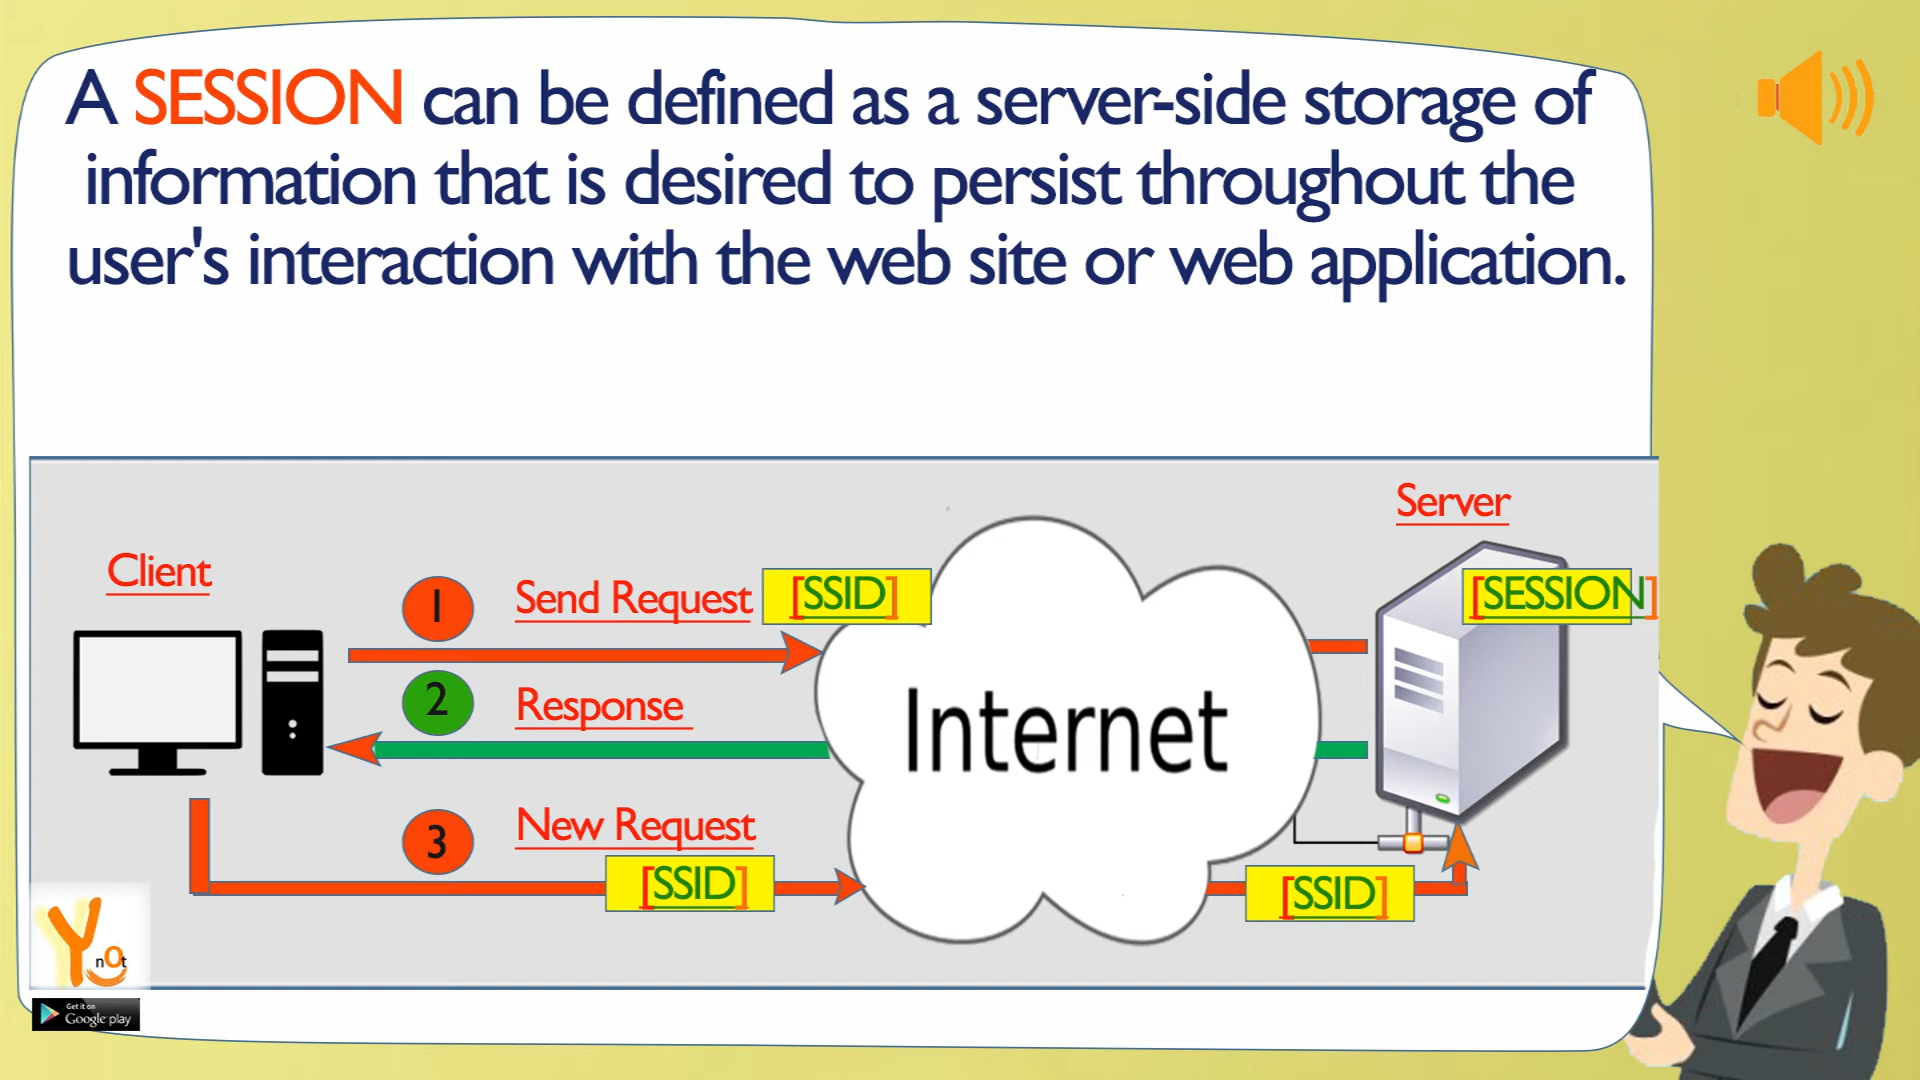 A SESSION can be defined as a server-side storage of
information that is desired to persist throughout the
user's interaction with the web site or web application.
Server
Client
1 Send Request [SSID]
[SESSION]
2 Response
Internet
3 New Request
[SSID]
[SSID]
Y nOt
Get it on
Google play